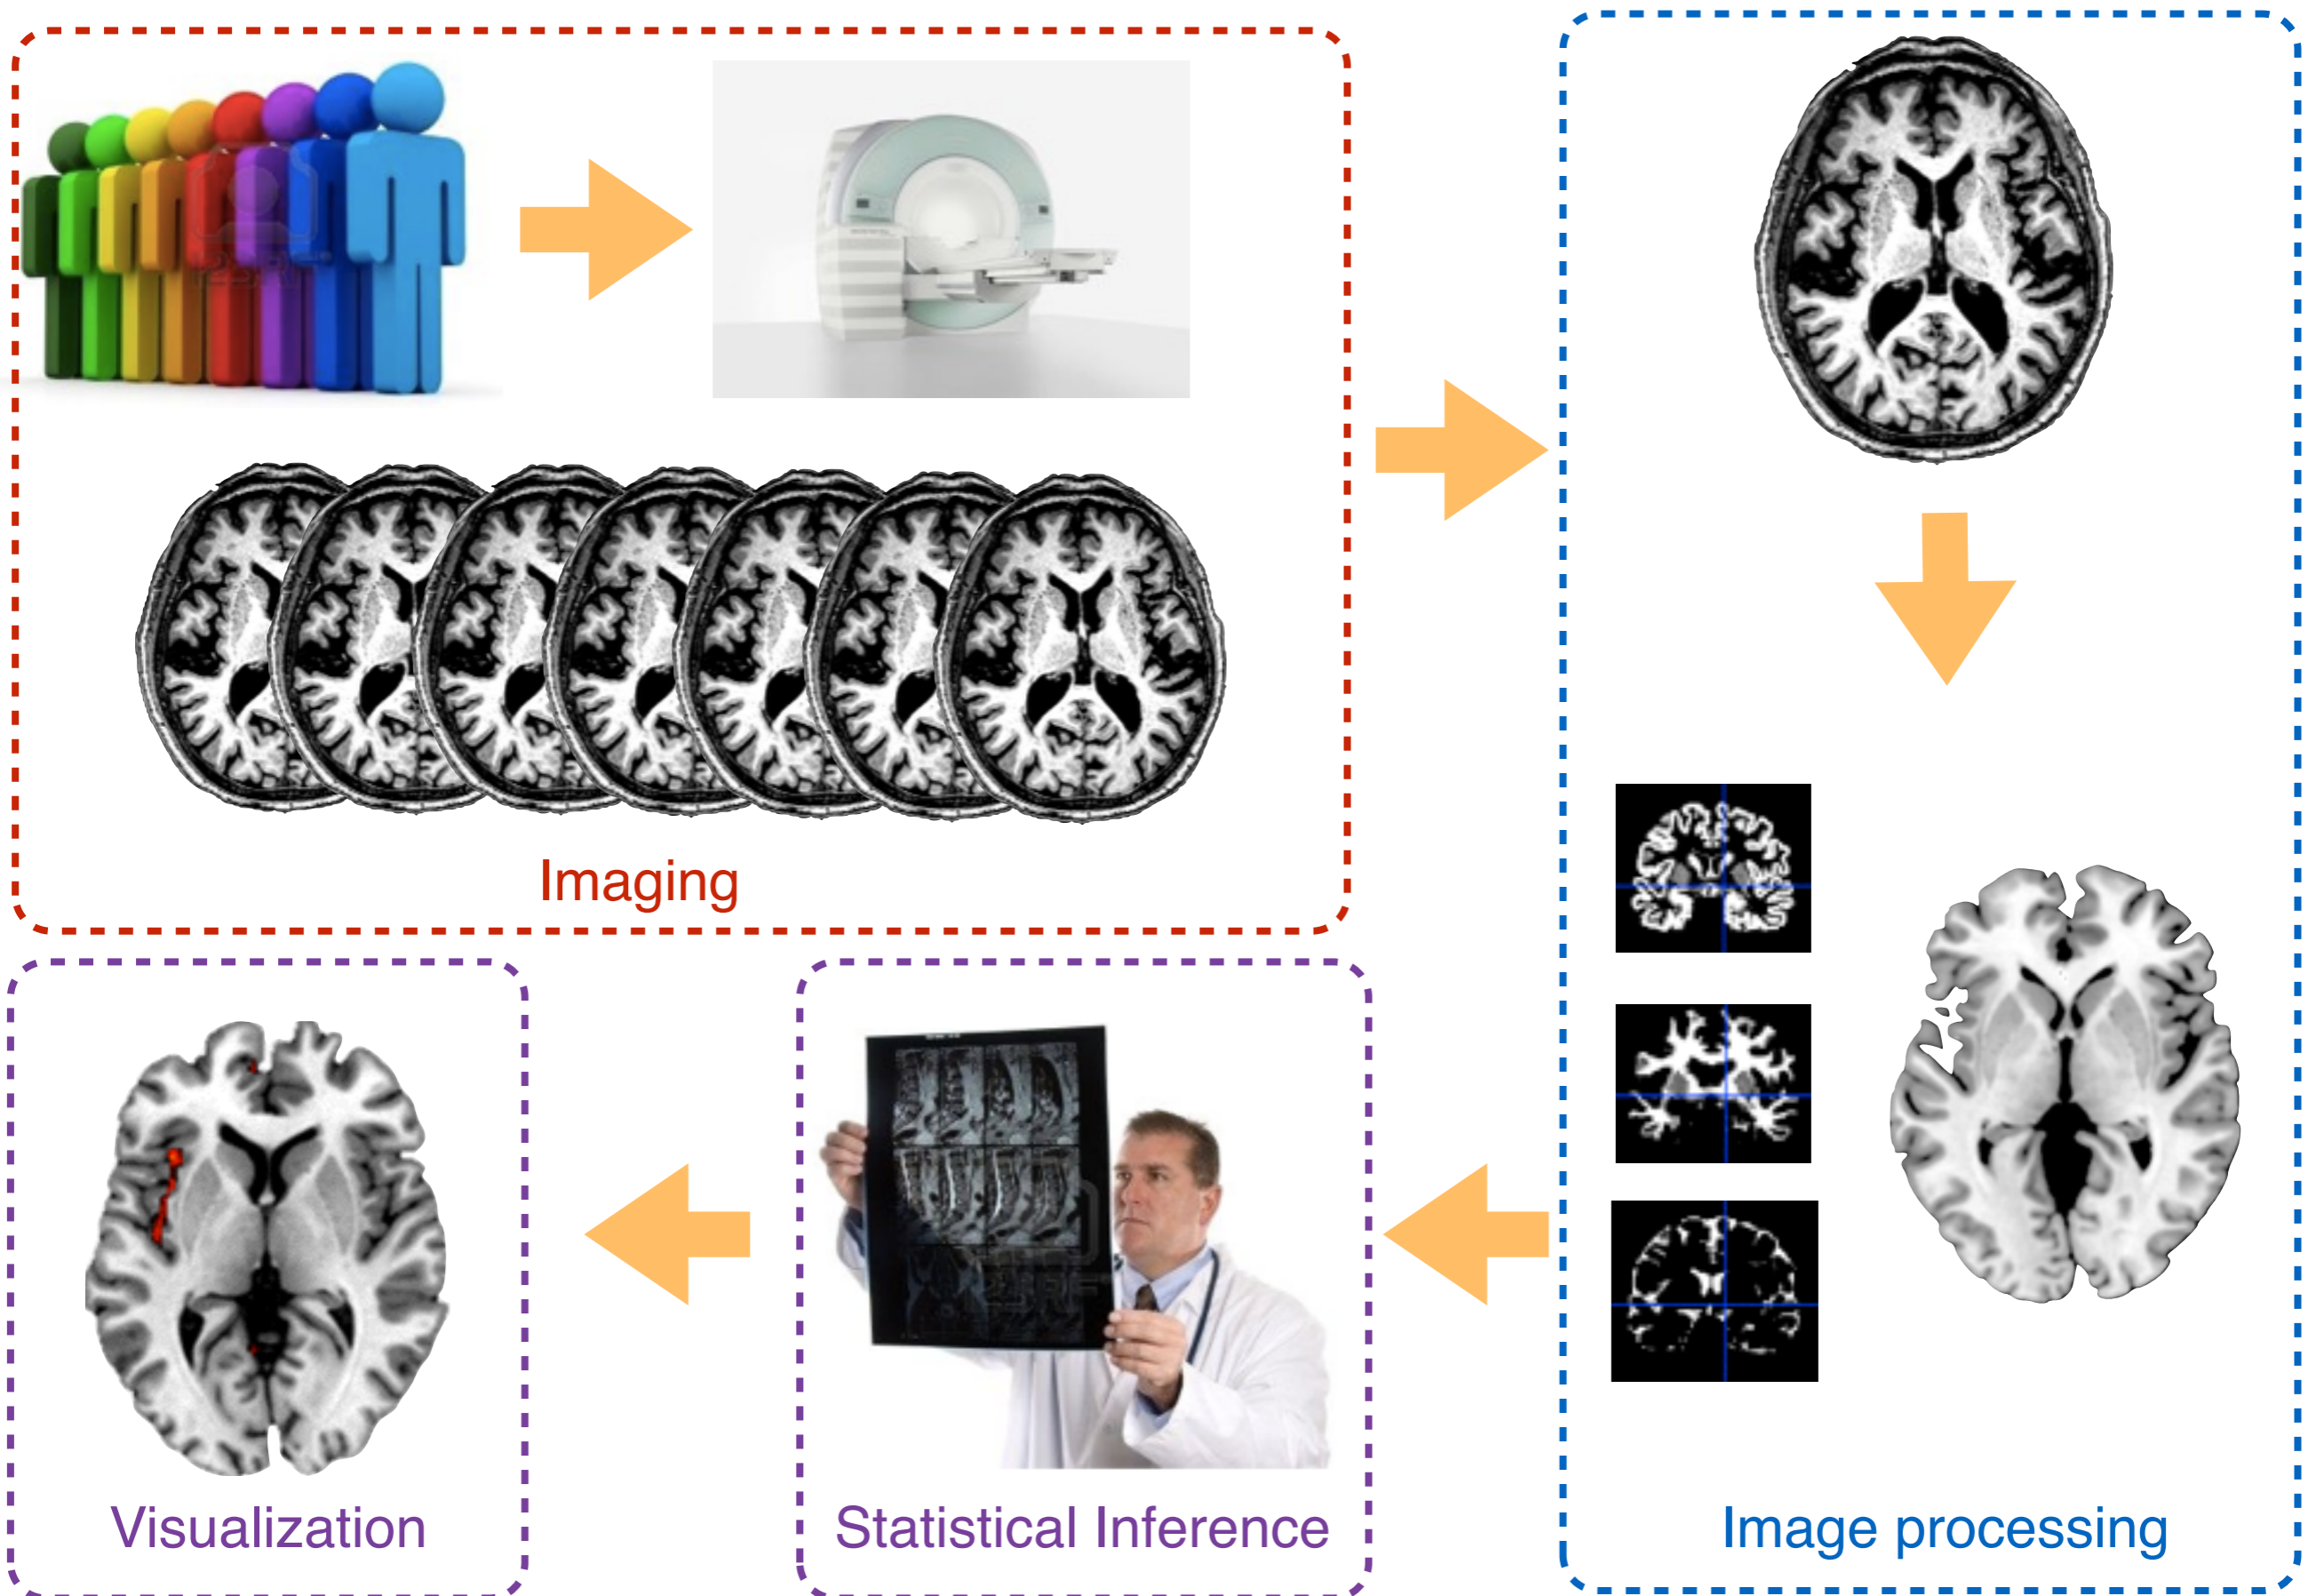 Imaging
Visualization
Statistical Inference
Image processing